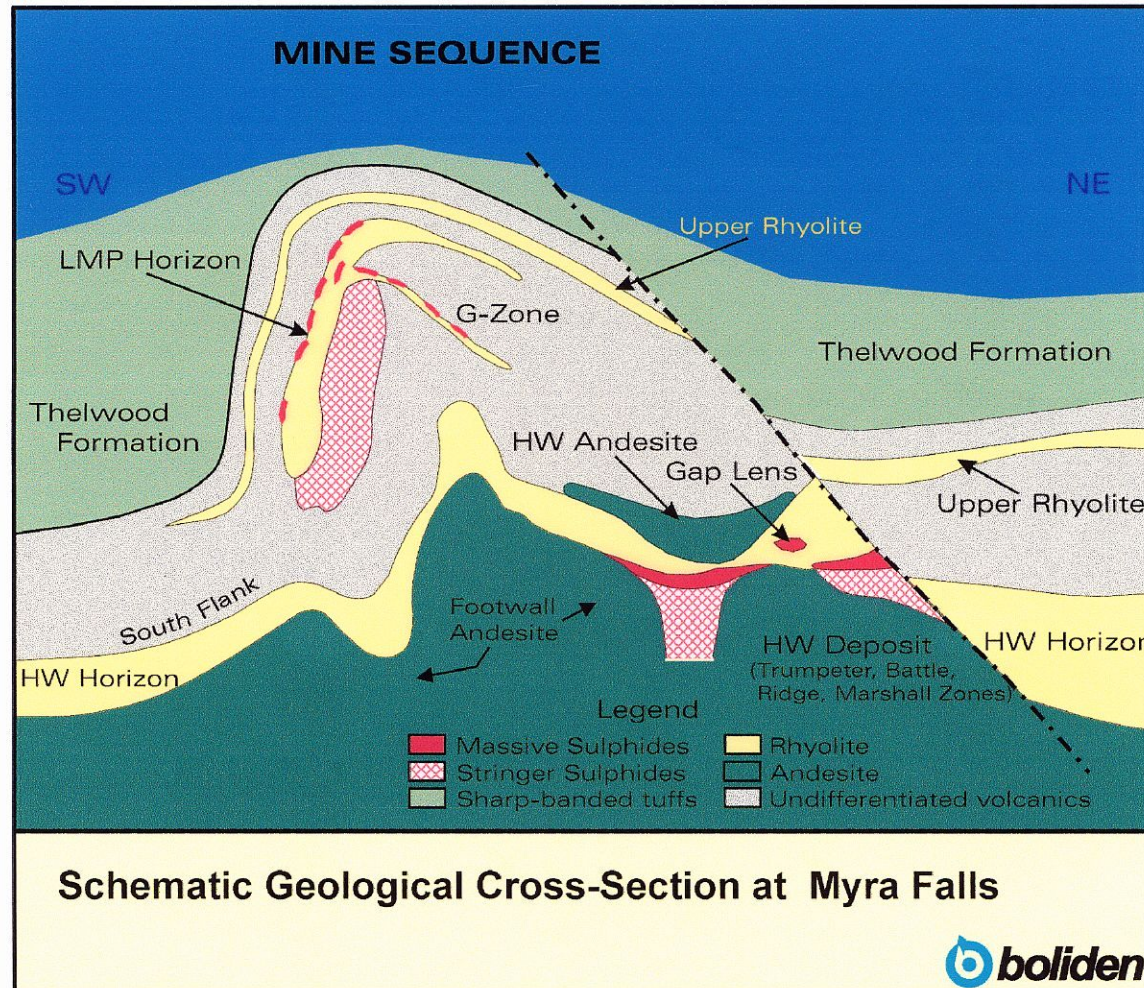 MINE SEQUENCE
SW
NE
Upper Rhyolite
LMP Horizon
G-Zone
Thelwood Formation
Thelwood
Formation
HW Andesite
Gap Lens
Upper Rhyolite
South Flank
Footwall
Andesite
HW Horizon
HW Deposit
(Trumpeter, Battle,
Ridge, Marshall Zones)
HW Horizon
Legend
Massive Sulphides
Rhyolite
Stringer Sulphides
Andesite
Sharp-banded tuffs
Undifferentiated volcanics
Schematic Geological Cross-Section at Myra Falls
boliden